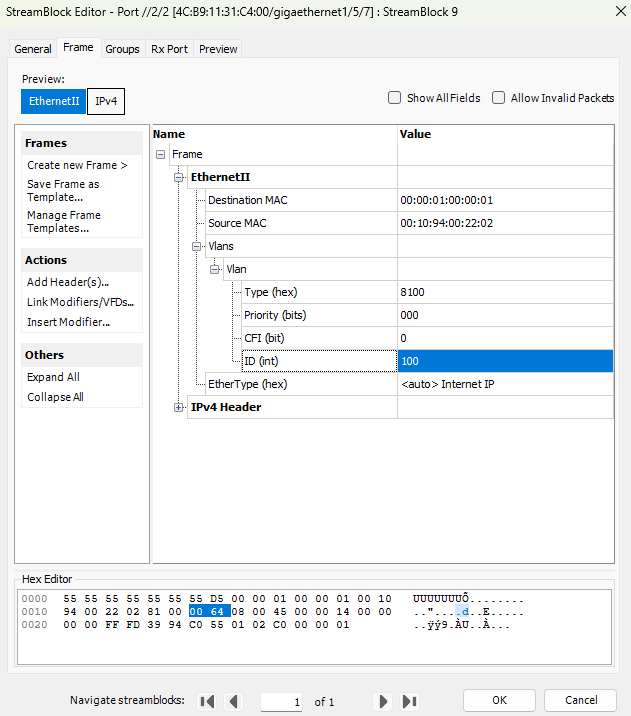 StreamBlock Editor - Port //2/2 [4C:B9:11:31:C4:00/gigaethernet1/5/7] : StreamBlock 9
General Frame Groups Rx Port Preview
Preview:
EthernetII IPv4
Show All Fields Allow Invalid Packets
Frames
Create new Frame >
Save Frame as
Template...
Manage Frame
Templates...
Actions
Add Header(s)...
Link Modifiers/VFDs...
Insert Modifier...
Others
Expand All
Collapse All
Name Value
Frame
EthernetII
Destination MAC 00:00:01:00:00:01
Source MAC 00:10:94:00:22:02
Vlans
Vlan
Type (hex) 8100
Priority (bits) 000
CFI (bit) 0
ID (int) 100
EtherType (hex) <auto> Internet IP
IPv4 Header
Hex Editor
0000 55 55 55 55 55 55 55 D5 00 00 01 00 00 01 00 10 UUUUUUUÕ........
0010 94 00 22 02 81 00 00 64 08 00 45 00 00 14 00 00 .."....d..E.....
0020 00 00 FF FD 39 94 C0 55 01 02 C0 00 00 01 ..ÿý9.ÀU..À...
Navigate streamblocks: 1 of 1 OK Cancel